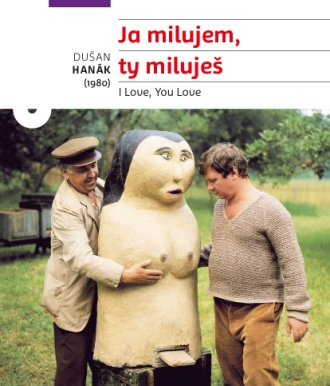 Ja milujem,
ty miluješ
DUŠAN
HANÁK
(1980)
I Love, You Love